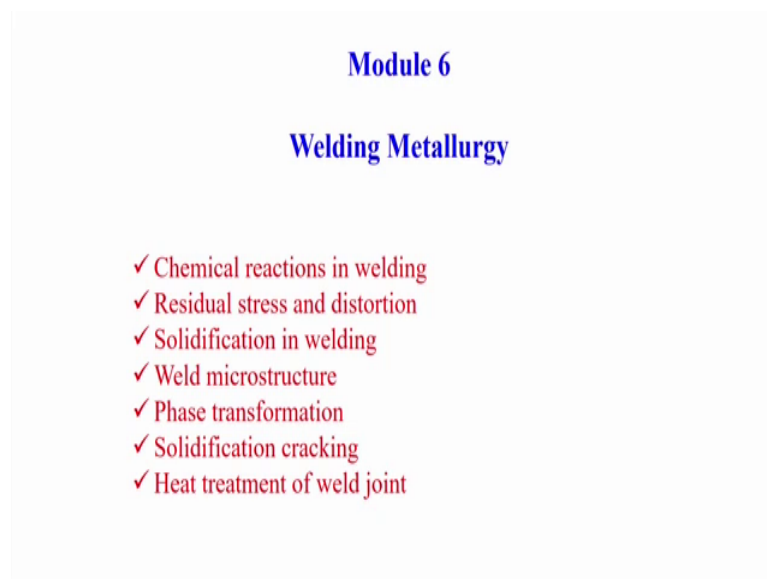 Module 6
Welding Metallurgy
✓ Chemical reactions in welding
✓ Residual stress and distortion
✓ Solidification in welding
✓ Weld microstructure
✓ Phase transformation
✓ Solidification cracking
✓ Heat treatment of weld joint